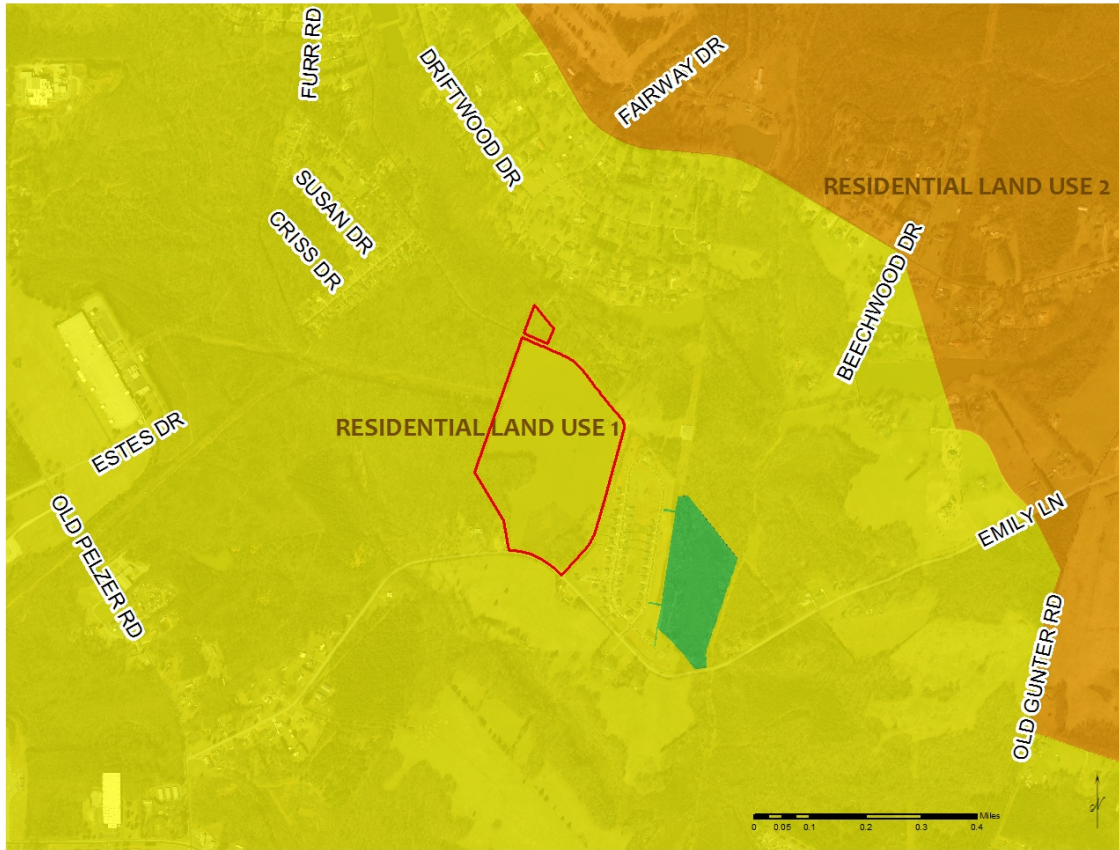 FURR RD
DRIFTWOOD DR
FAIRWAY DR
SUSAN DR
CRISS DR
RESIDENTIAL LAND USE 2
BEECHWOOD DR
RESIDENTIAL LAND USE 1
ESTES DR
OLD PELZER RD
EMILY LN
OLD GUNTER RD
Miles
0 0.05 0.1 0.2 0.3 0.4
N